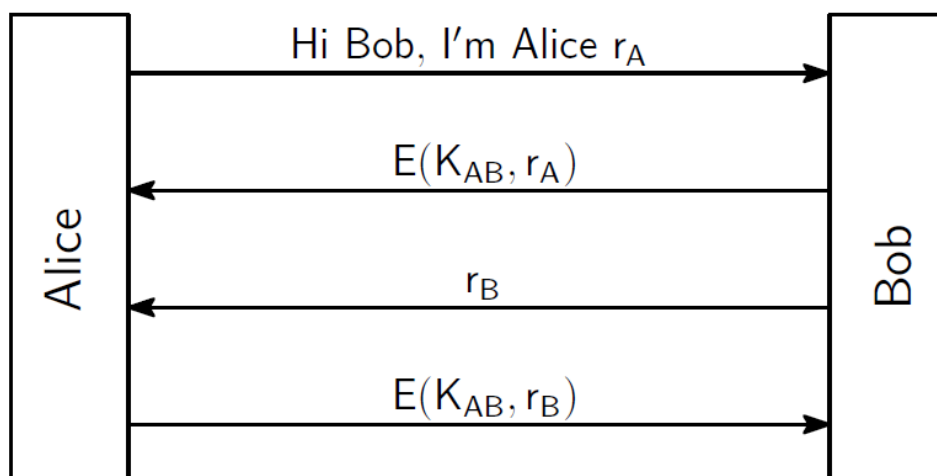 Hi Bob, I'm Alice r_A
E(K_AB, r_A)
Alice
r_B
Bob
E(K_AB, r_B)